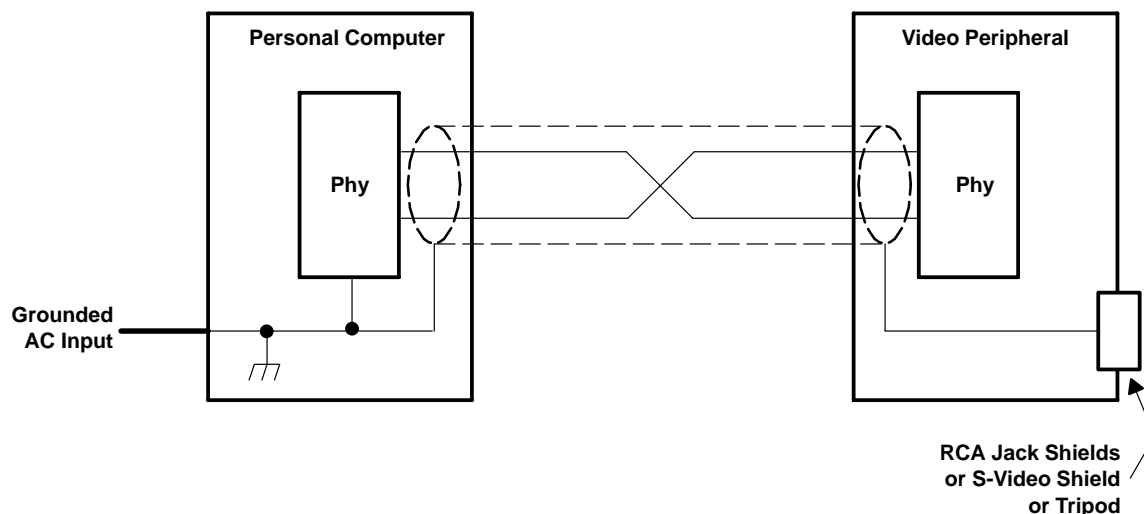 Personal Computer
Video Peripheral
Phy
Phy
Grounded
AC Input
RCA Jack Shields
or S-Video Shield
or Tripod